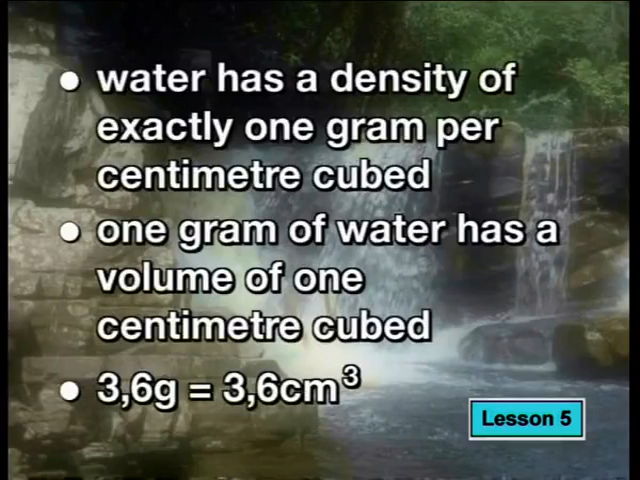 • water has a density of
exactly one gram per
centimetre cubed
• one gram of water has a
volume of one
centimetre cubed
• 3,6g = 3,6cm³
Lesson 5